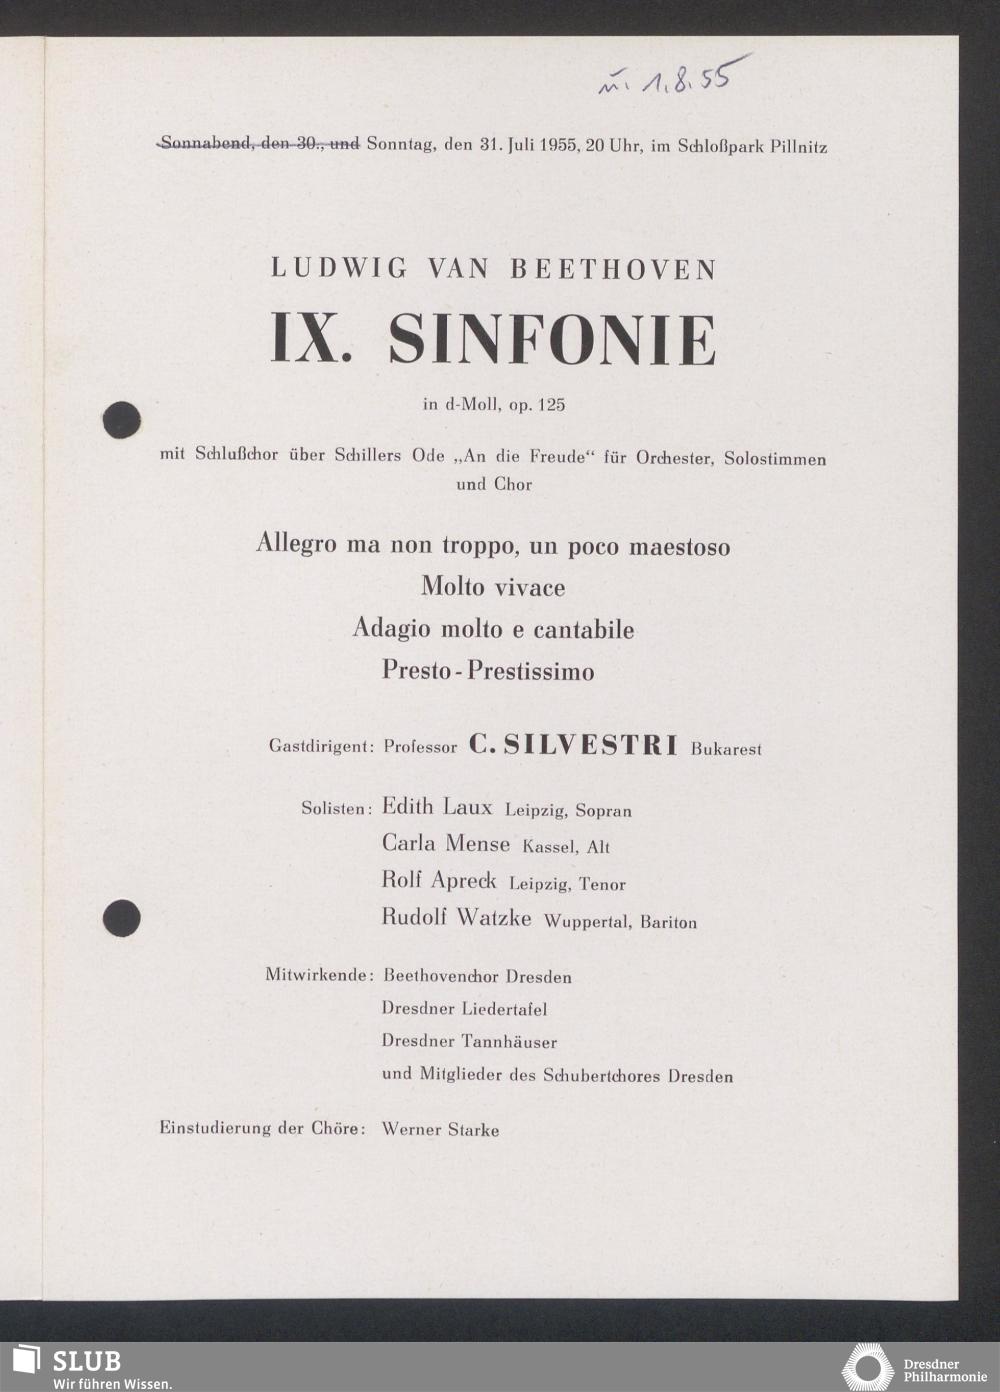 u. 1.8.55
Sonnabend, den 30., und Sonntag, den 31. Juli 1955, 20 Uhr, im Schloßpark Pillnitz
LUDWIG VAN BEETHOVEN
IX. SINFONIE
in d-Moll, op. 125
mit Schlußchor über Schillers Ode „An die Freude“ für Orchester, Solostimmen
und Chor
Allegro ma non troppo, un poco maestoso
Molto vivace
Adagio molto e cantabile
Presto - Prestissimo
Gastdirigent: Professor C. SILVESTRI Bukarest
Solisten: Edith Laux Leipzig, Sopran
Carla Mense Kassel, Alt
Rolf Apreck Leipzig, Tenor
Rudolf Watzke Wuppertal, Bariton
Mitwirkende: Beethovenchor Dresden
Dresdner Liedertafel
Dresdner Tannhäuser
und Mitglieder des Schubertchores Dresden
Einstudierung der Chöre: Werner Starke
SLUB
Wir führen Wissen.
Dresdner
Philharmonie